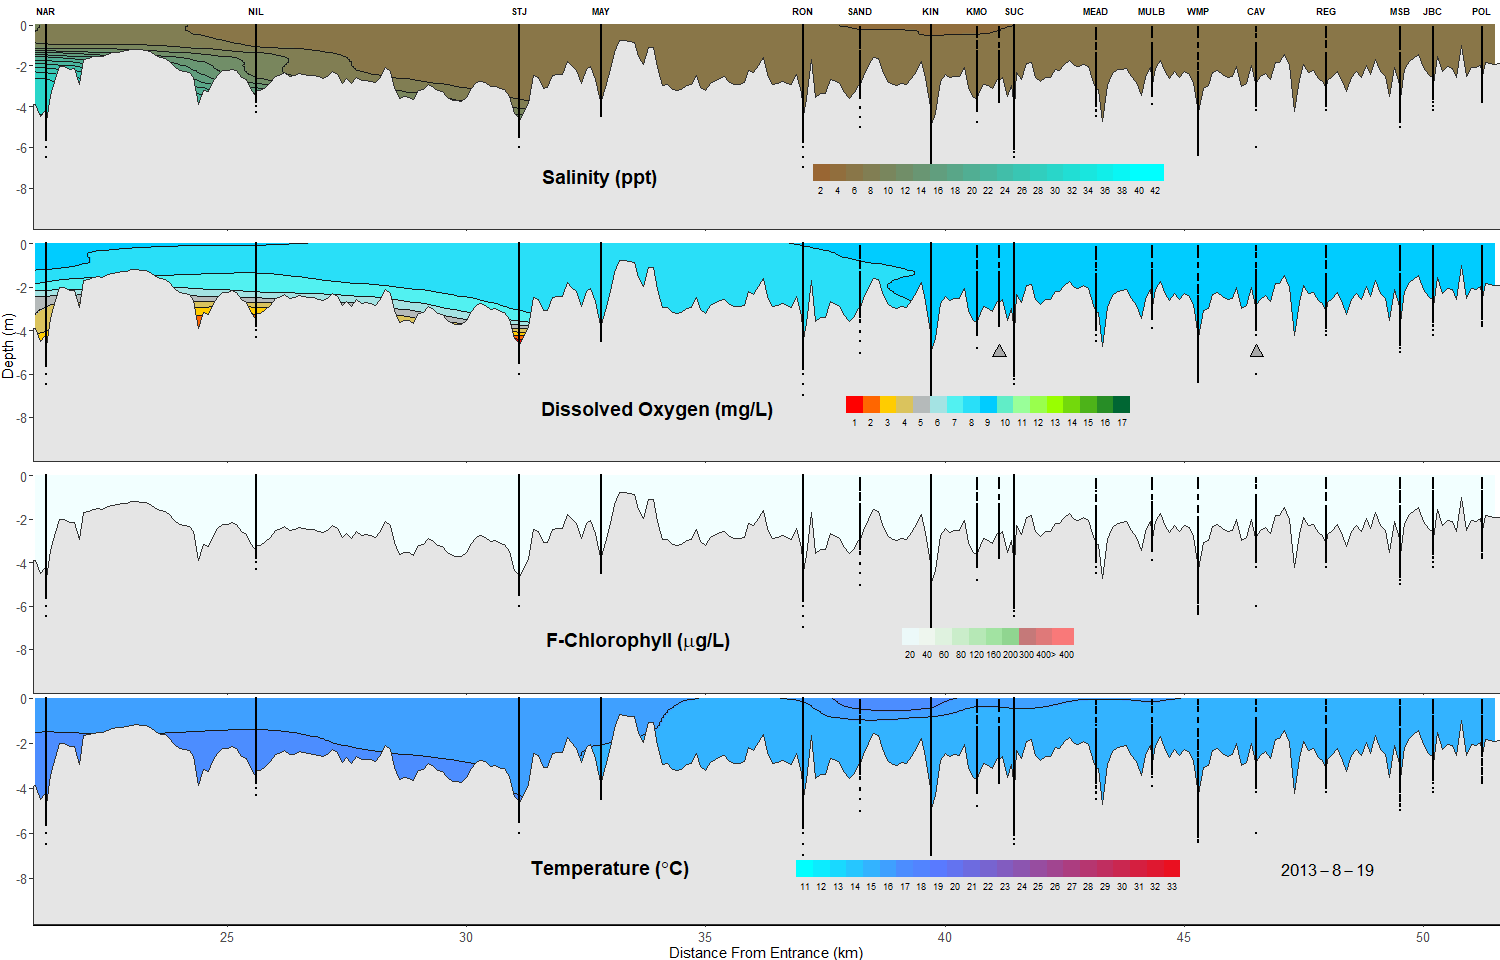 NAR NIL STJ MAY RON SAND KIN KMO SUC MEAD MULB WMP CAV REG MSB JBC POL
0
-2
-4
-6
-8
Salinity (ppt)
2 4 6 8 10 12 14 16 18 20 22 24 26 28 30 32 34 36 38 40 42
0
-2
-4
-6
-8
Depth (m)
Dissolved Oxygen (mg/L)
1 2 3 4 5 6 7 8 9 10 11 12 13 14 15 16 17
0
-2
-4
-6
-8
F-Chlorophyll (μg/L)
20 40 60 80 120 160 200 300 400 > 400
0
-2
-4
-6
-8
Temperature (°C)
11 12 13 14 15 16 17 18 19 20 21 22 23 24 25 26 27 28 29 30 31 32 33
2013 – 8 – 19
25 30 35 40 45 50
Distance From Entrance (km)